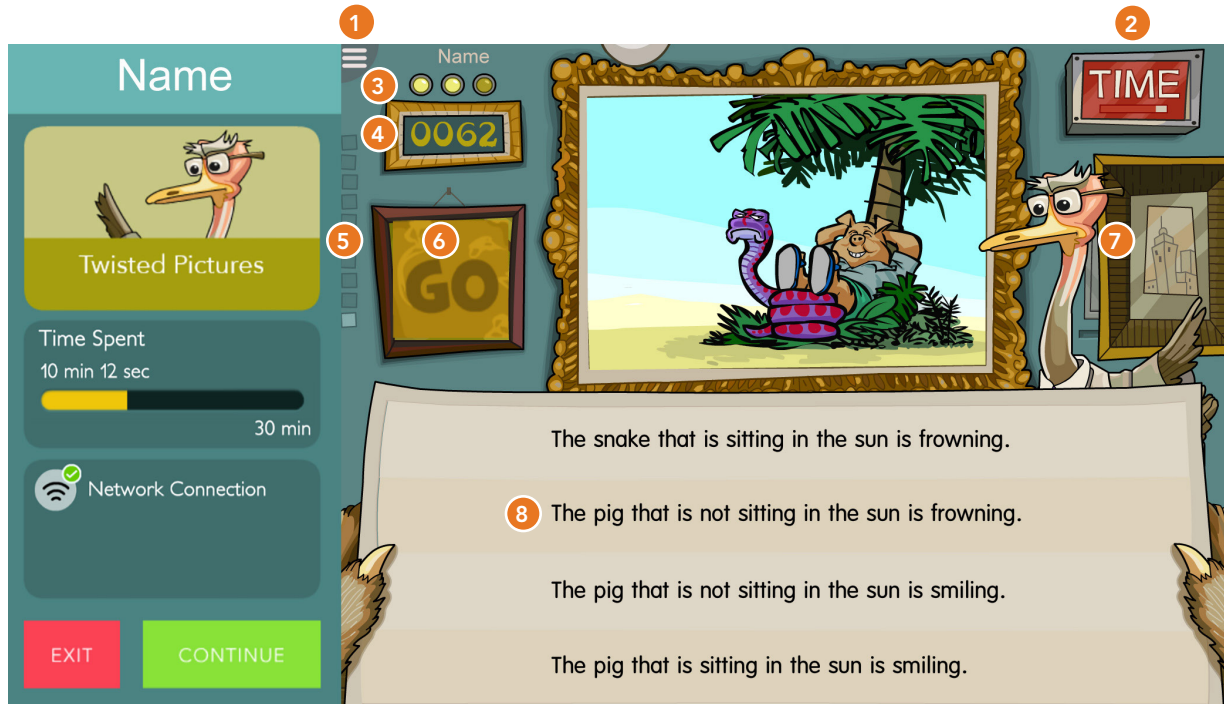 1
2
Name
Twisted Pictures
Time Spent
10 min 12 sec
30 min
Network Connection
EXIT
CONTINUE
Name
3
4
0062
TIME
5
6
GO
7
The snake that is sitting in the sun is frowning.
8
The pig that is not sitting in the sun is frowning.
The pig that is not sitting in the sun is smiling.
The pig that is sitting in the sun is smiling.